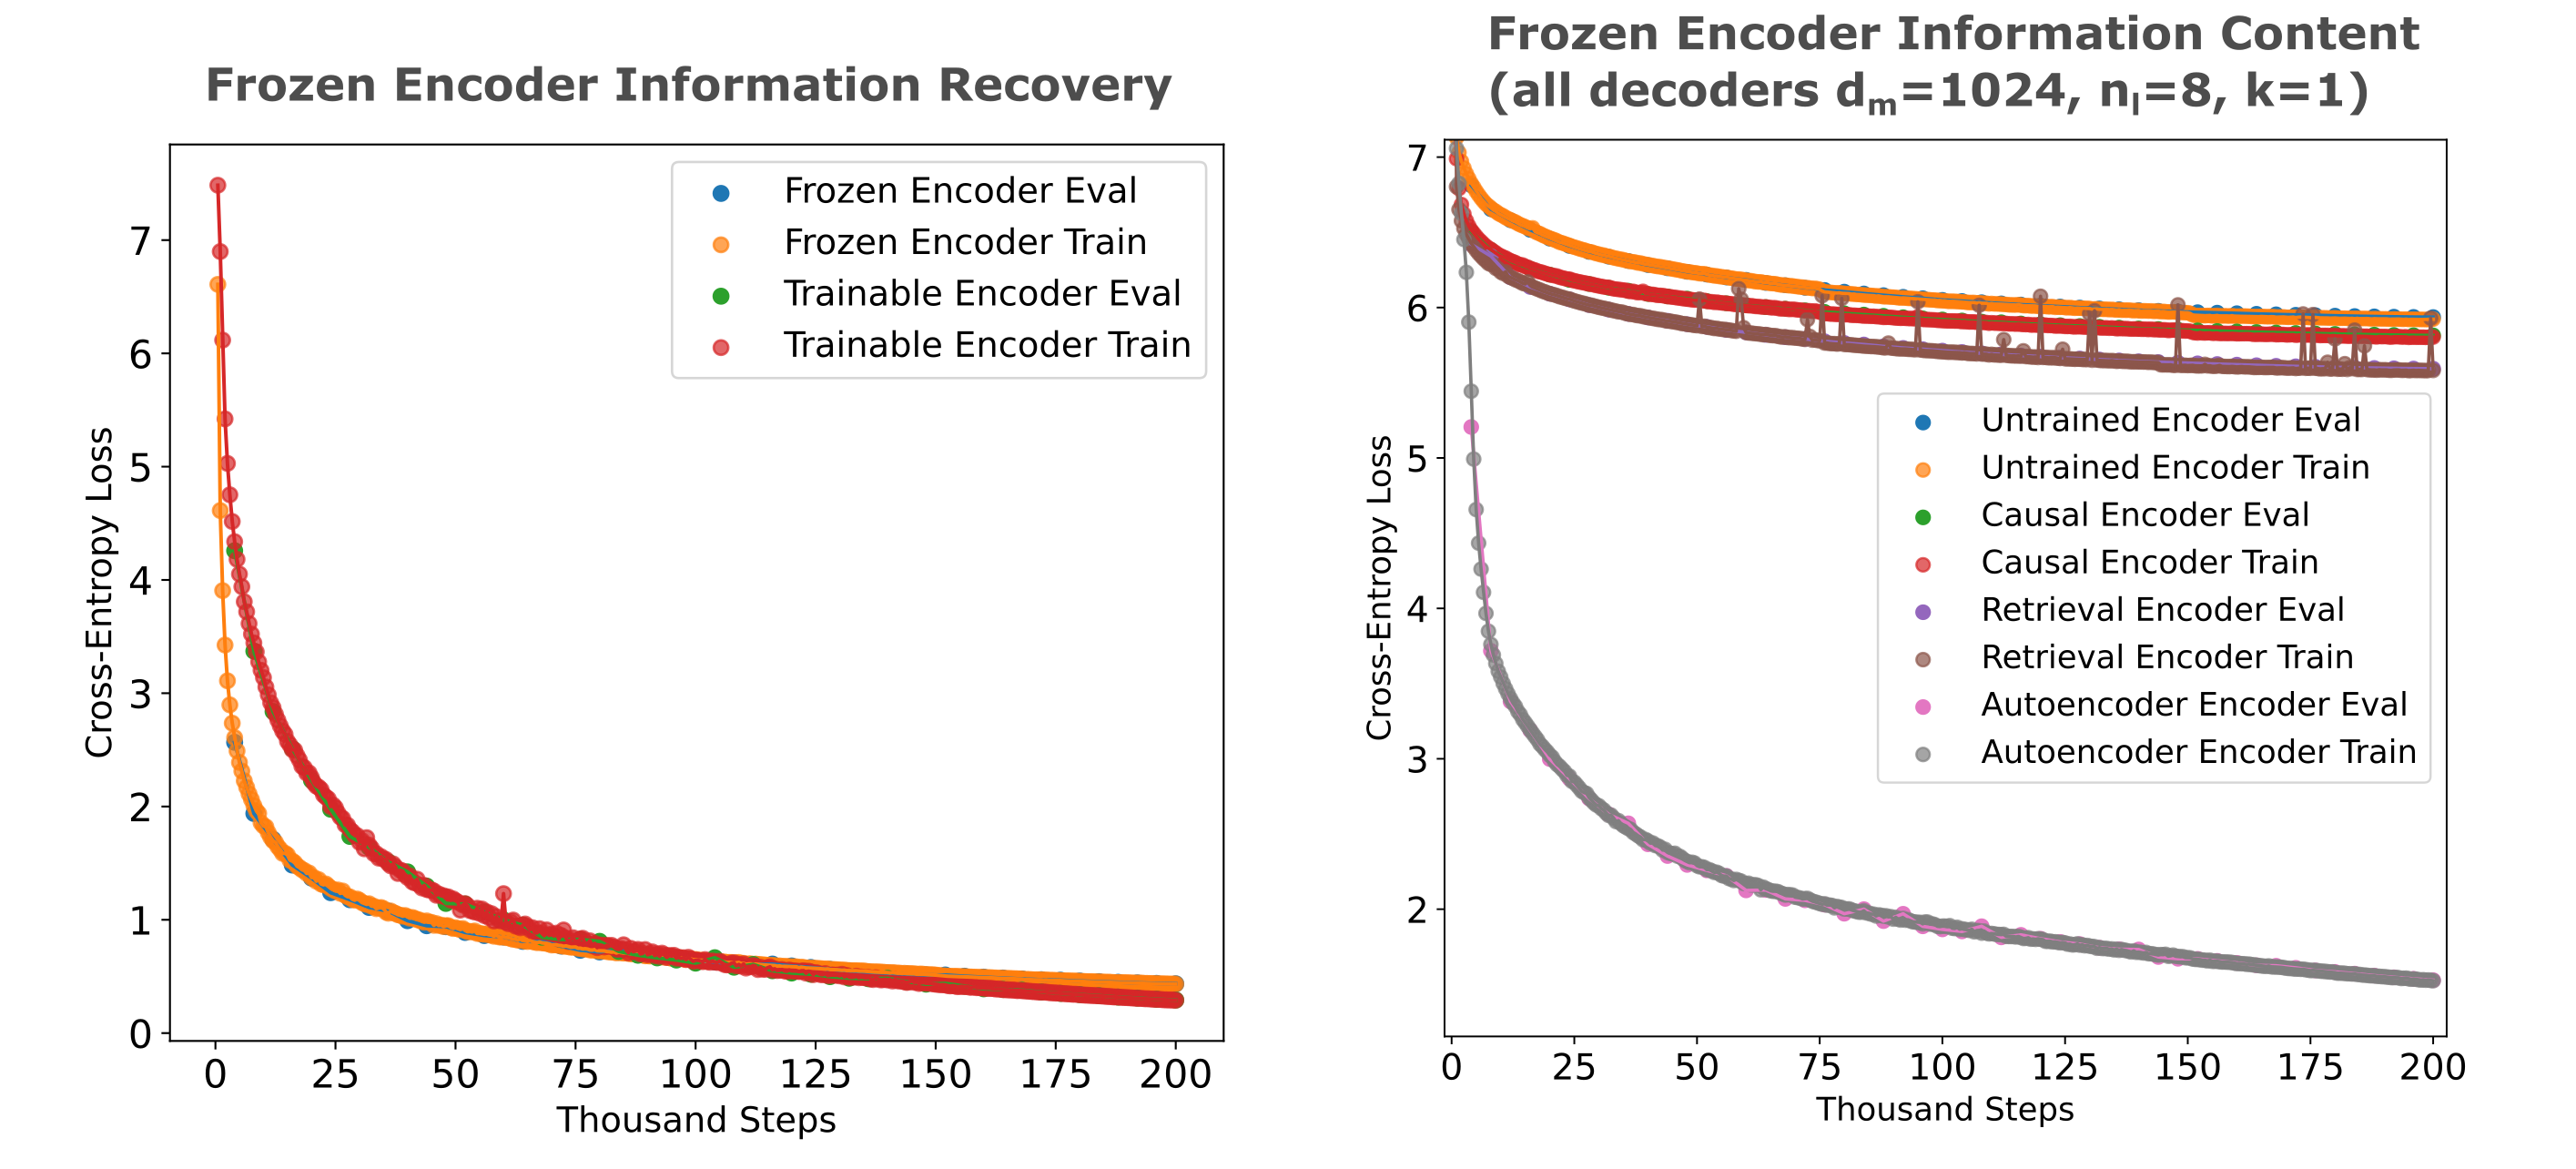 Frozen Encoder Information Recovery
7
6
5
4
3
2
1
0
Cross-Entropy Loss
Frozen Encoder Eval
Frozen Encoder Train
Trainable Encoder Eval
Trainable Encoder Train
0 25 50 75 100 125 150 175 200
Thousand Steps
Frozen Encoder Information Content
(all decoders dₘ=1024, nₗ=8, k=1)
7
6
5
4
3
2
Cross-Entropy Loss
Untrained Encoder Eval
Untrained Encoder Train
Causal Encoder Eval
Causal Encoder Train
Retrieval Encoder Eval
Retrieval Encoder Train
Autoencoder Encoder Eval
Autoencoder Encoder Train
0 25 50 75 100 125 150 175 200
Thousand Steps